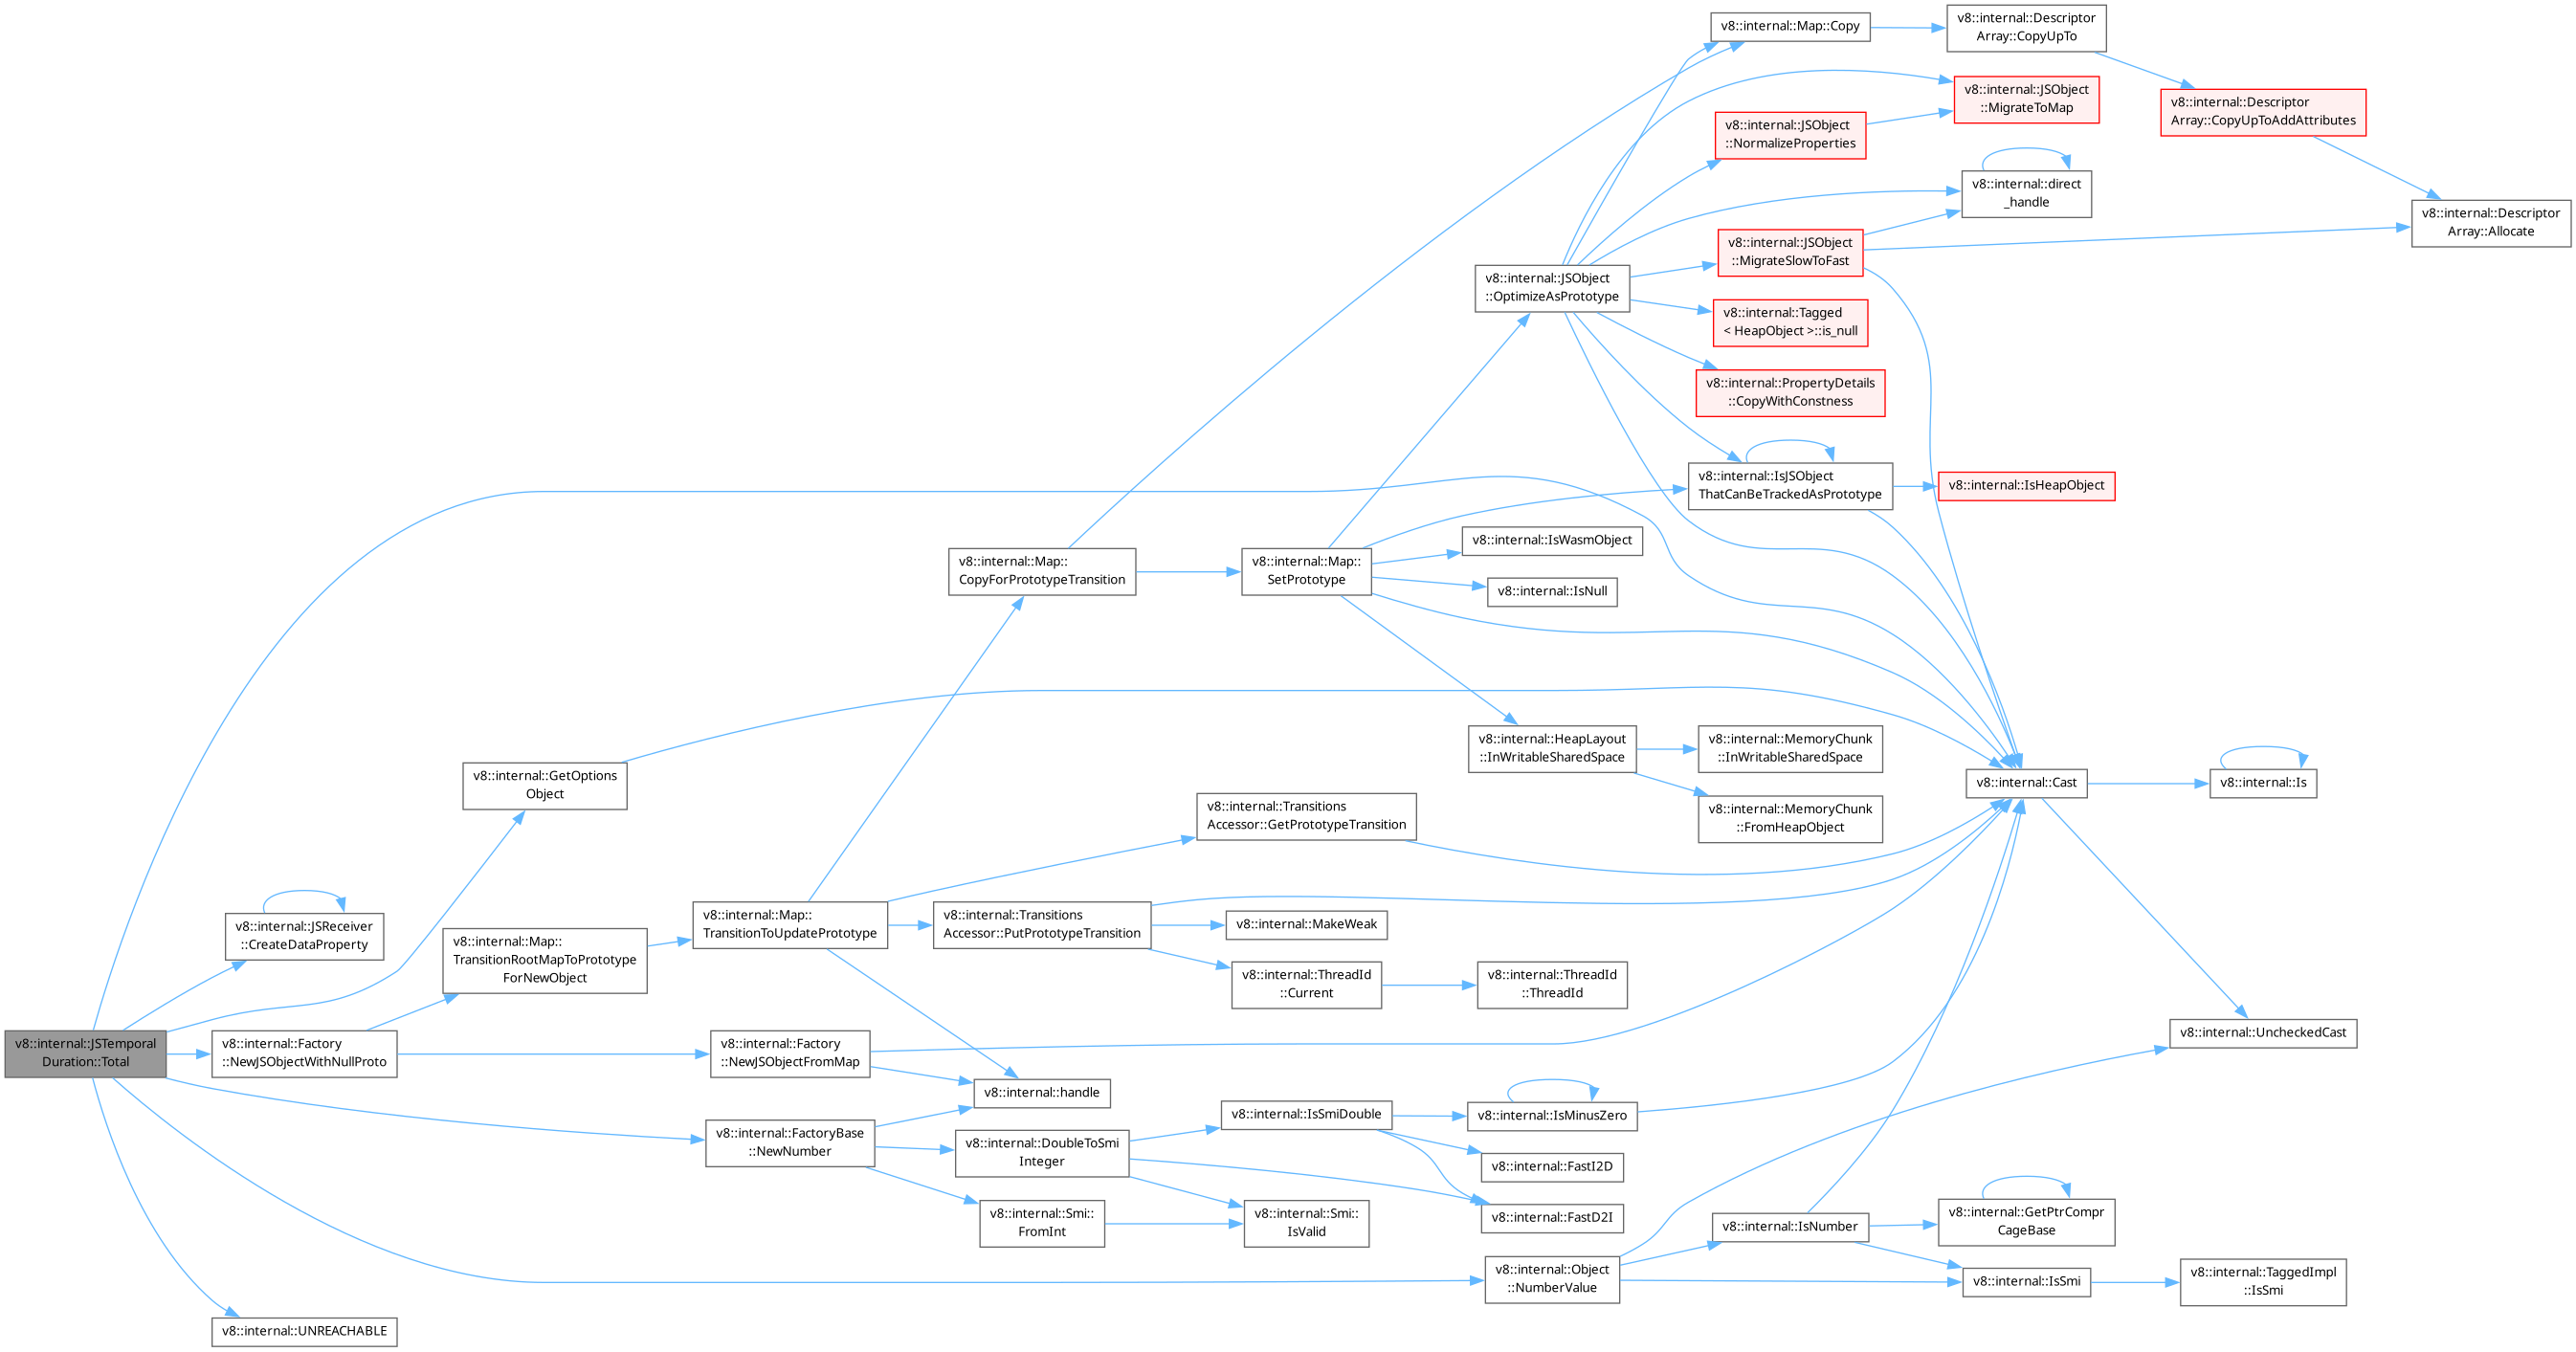 v8::internal::JSTemporal
Duration::Total
v8::internal::JSReceiver
::CreateDataProperty
v8::internal::Factory
::NewJSObjectWithNullProto
v8::internal::UNREACHABLE
v8::internal::GetOptions
Object
v8::internal::Map::
TransitionRootMapToPrototype
ForNewObject
v8::internal::Map::
TransitionToUpdatePrototype
v8::internal::Factory
::NewJSObjectFromMap
v8::internal::FactoryBase
::NewNumber
v8::internal::Map::
CopyForPrototypeTransition
v8::internal::Transitions
Accessor::PutPrototypeTransition
v8::internal::handle
v8::internal::DoubleToSmi
Integer
v8::internal::Smi::
FromInt
v8::internal::Map::
SetPrototype
v8::internal::Transitions
Accessor::GetPrototypeTransition
v8::internal::MakeWeak
v8::internal::ThreadId
::Current
v8::internal::IsSmiDouble
v8::internal::Smi::
IsValid
v8::internal::JSObject
::OptimizeAsPrototype
v8::internal::IsWasmObject
v8::internal::IsNull
v8::internal::HeapLayout
::InWritableSharedSpace
v8::internal::ThreadId
::ThreadId
v8::internal::IsMinusZero
v8::internal::FastI2D
v8::internal::FastD2I
v8::internal::Object
::NumberValue
v8::internal::Map::Copy
v8::internal::JSObject
::NormalizeProperties
v8::internal::JSObject
::MigrateSlowToFast
v8::internal::Tagged
< HeapObject >::is_null
v8::internal::PropertyDetails
::CopyWithConstness
v8::internal::IsJSObject
ThatCanBeTrackedAsPrototype
v8::internal::MemoryChunk
::InWritableSharedSpace
v8::internal::MemoryChunk
::FromHeapObject
v8::internal::IsNumber
v8::internal::Descriptor
Array::CopyUpTo
v8::internal::JSObject
::MigrateToMap
v8::internal::direct
_handle
v8::internal::IsHeapObject
v8::internal::Cast
v8::internal::GetPtrCompr
CageBase
v8::internal::IsSmi
v8::internal::Descriptor
Array::CopyUpToAddAttributes
v8::internal::Is
v8::internal::UncheckedCast
v8::internal::TaggedImpl
::IsSmi
v8::internal::Descriptor
Array::Allocate